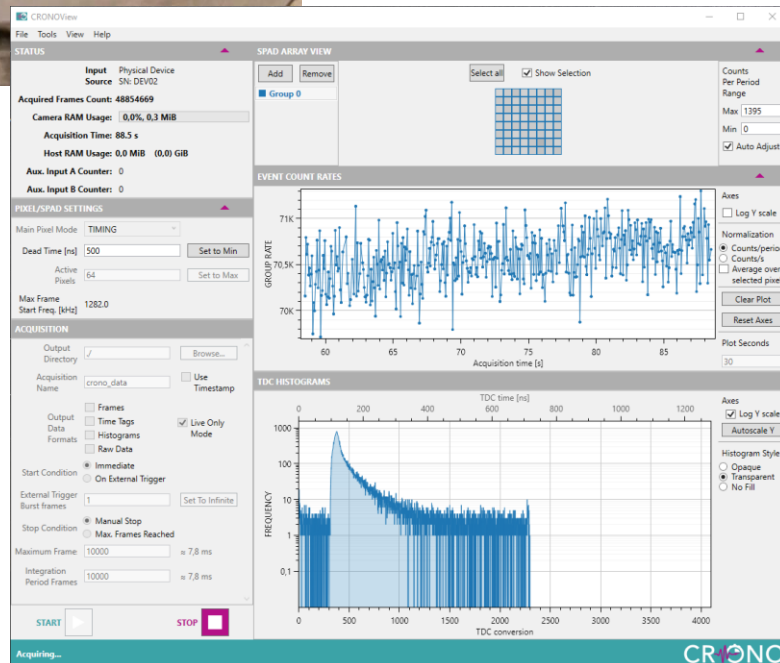 CRONOView
File Tools View Help
STATUS
Input Source Physical Device SN: DEV02
Acquired Frames Count: 48854669
Camera RAM Usage: 0,0%, 0,3 MiB
Acquisition Time: 88.5 s
Host RAM Usage: 0,0 MiB (0,0) GiB
Aux. Input A Counter: 0
Aux. Input B Counter: 0
PIXEL/SPAD SETTINGS
Main Pixel Mode TIMING
Dead Time [ns] 500 Set to Min
Active Pixels 64 Set to Max
Max Frame Start Freq. [kHz] 1282.0
ACQUISITION
Output Directory ./ Browse...
Acquisition Name crono_data Use Timestamp
Output Data Formats
Frames
Time Tags
Histograms
Raw Data
Live Only Mode
Start Condition Immediate
On External Trigger
External Trigger Burst frames 1 Set To Infinite
Stop Condition Manual Stop
Max. Frames Reached
Maximum Frame 10000 ≈ 7,8 ms
Integration Period Frames 10000 ≈ 7,8 ms
START STOP
Acquiring...
SPAD ARRAY VIEW
Add Remove
Group 0
Select all Show Selection
Counts
Per Period
Range
Max 1395
Min 0
Auto Adjust
EVENT COUNT RATES
GROUP RATE
71K
70.5K
70K
60 65 70 75 80 85
Acquisition time [s]
Axes
Log Y scale
Normalization
Counts/perio
Counts/s
Average over
selected pixe
Clear Plot
Reset Axes
Plot Seconds
30
TDC HISTOGRAMS
TDC time [ns]
0 200 400 600 800 1000 1200
FREQUENCY
1000
100
10
1
0,1
0 500 1000 1500 2000 2500 3000 3500 4000
TDC conversion
Axes
Log Y scale
Autoscale Y
Histogram Style
Opaque
Transparent
No Fill
CRONO